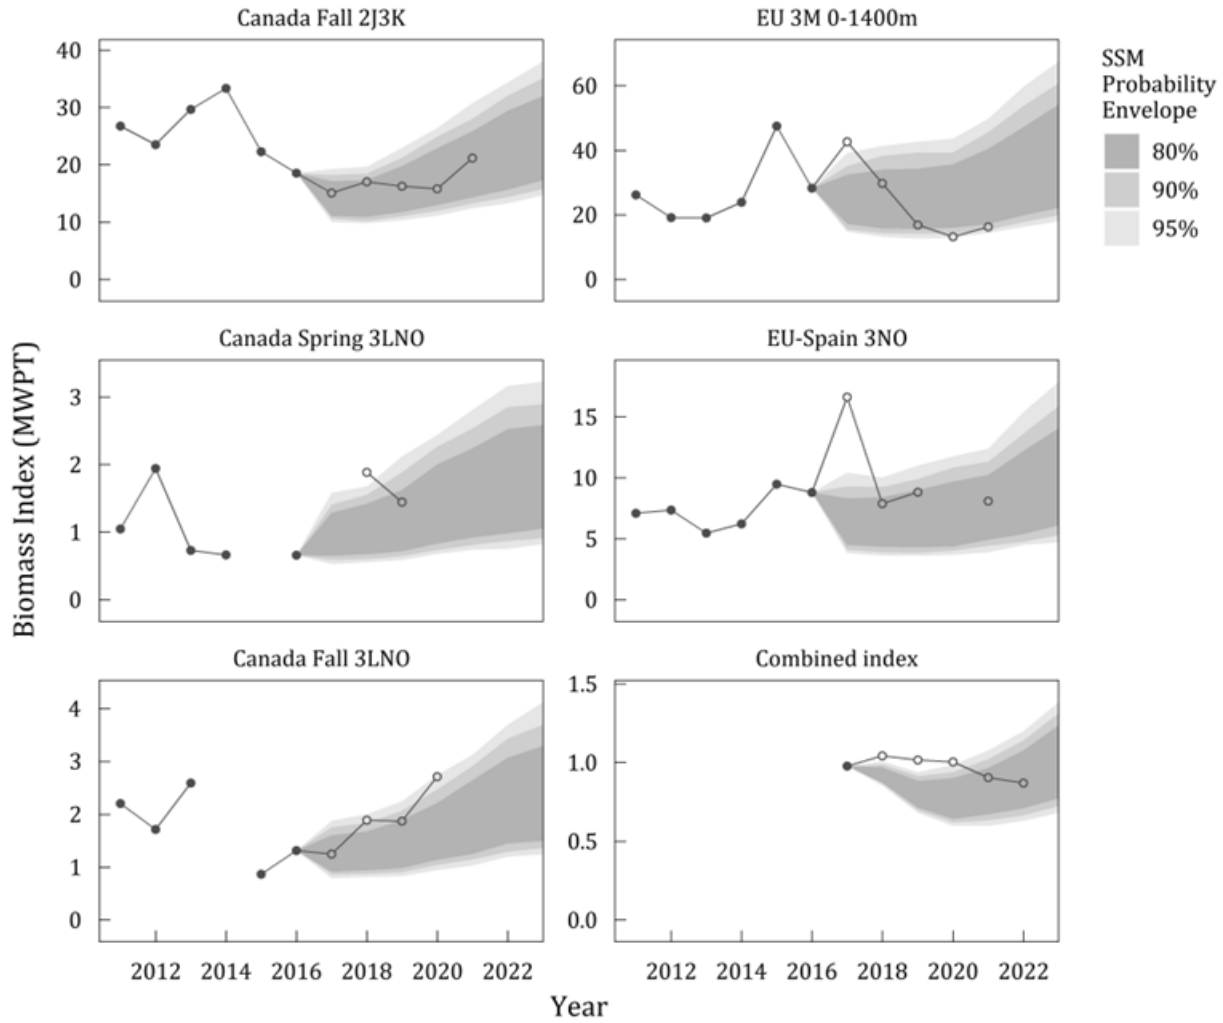 Canada Fall 2J3K
EU 3M 0-1400m
SSM
Probability
Envelope
80%
90%
95%
40
30
20
10
0
60
40
20
0
Canada Spring 3LNO
EU-Spain 3NO
Biomass Index (MWPT)
3
2
1
0
15
10
5
0
Canada Fall 3LNO
Combined index
4
3
2
1
0
1.5
1.0
0.5
0.0
2012 2014 2016 2018 2020 2022
2012 2014 2016 2018 2020 2022
Year